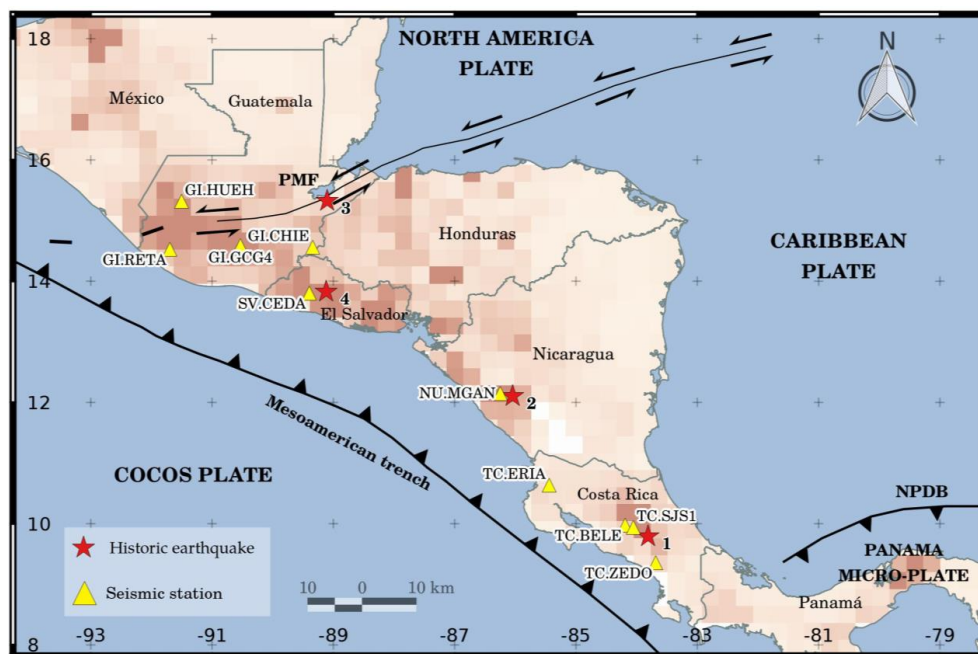 18
NORTH AMERICA
PLATE
N
México
Guatemala
16
PMF
GI.HUEH
3
GI.CHIE
Honduras
CARIBBEAN
PLATE
GI.RETA
GI.GCG4
14
SV.CEDA
4
El Salvador
Nicaragua
12
NU.MGAN
2
Mesoamerican trench
COCOS PLATE
TC.ERIA
Costa Rica
NPDB
TC.SJS1
10
TC.BELE
1
Historic earthquake
PANAMA
MICRO-PLATE
TC.ZEDO
Seismic station
10 0 10 km
Panamá
8
-93 -91 -89 -87 -85 -83 -81 -79